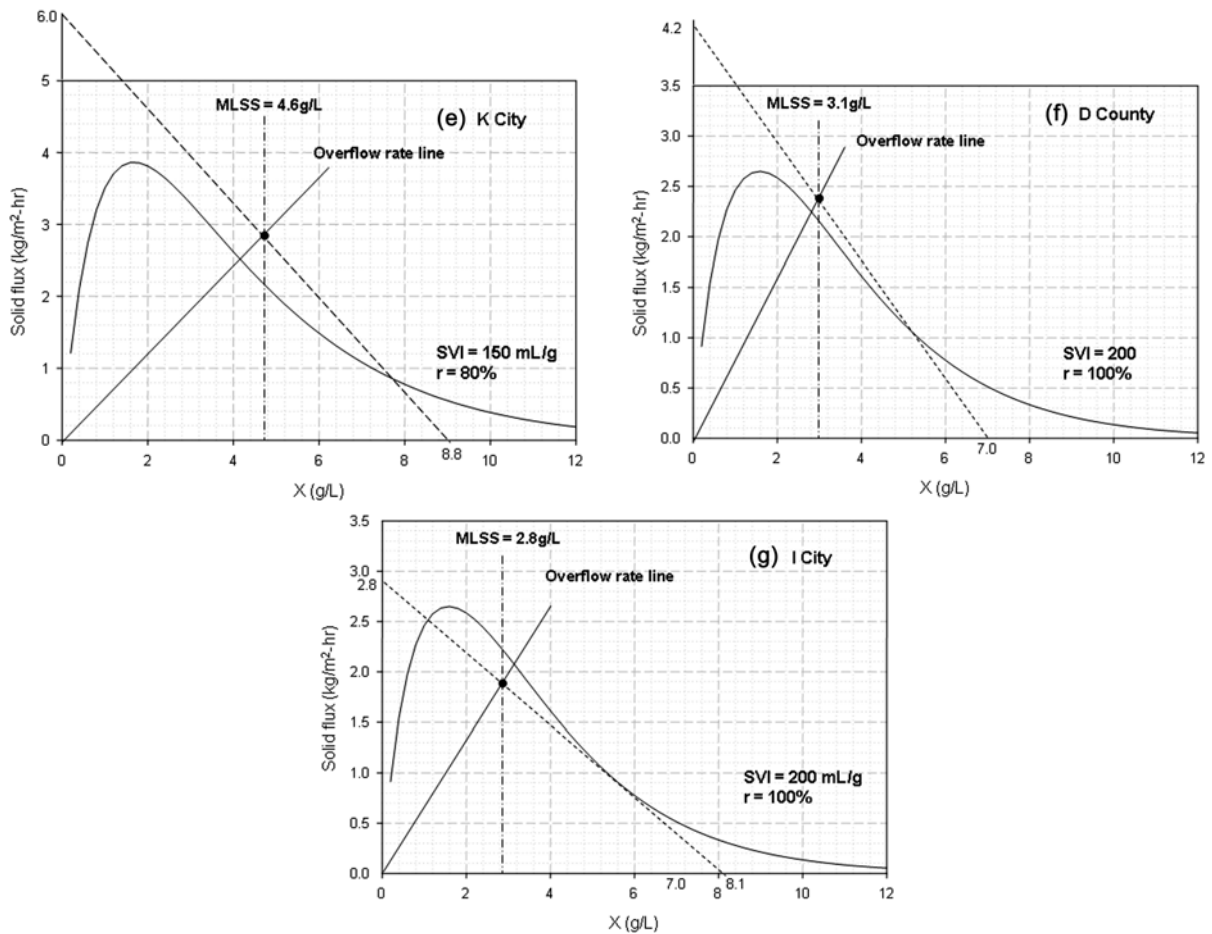 6.0
5
4
3
2
1
0
Solid flux (kg/m²-hr)
MLSS = 4.6g/L
(e) K City
Overflow rate line
SVI = 150 mL/g
r = 80%
0 2 4 6 8 10 12
8.8
X (g/L)
4.2
3.5
3.0
2.5
2.0
1.5
1.0
0.5
0.0
Solid flux (kg/m²-hr)
MLSS = 3.1g/L
(f) D County
Overflow rate line
SVI = 200
r = 100%
0 2 4 6 8 10 12
7.0
X (g/L)
3.5
3.0
2.8
2.5
2.0
1.5
1.0
0.5
0.0
Solid flux (kg/m²-hr)
MLSS = 2.8g/L
(g) I City
Overflow rate line
SVI = 200 mL/g
r = 100%
7.0 8.1
0 2 4 6 8 10 12
X (g/L)